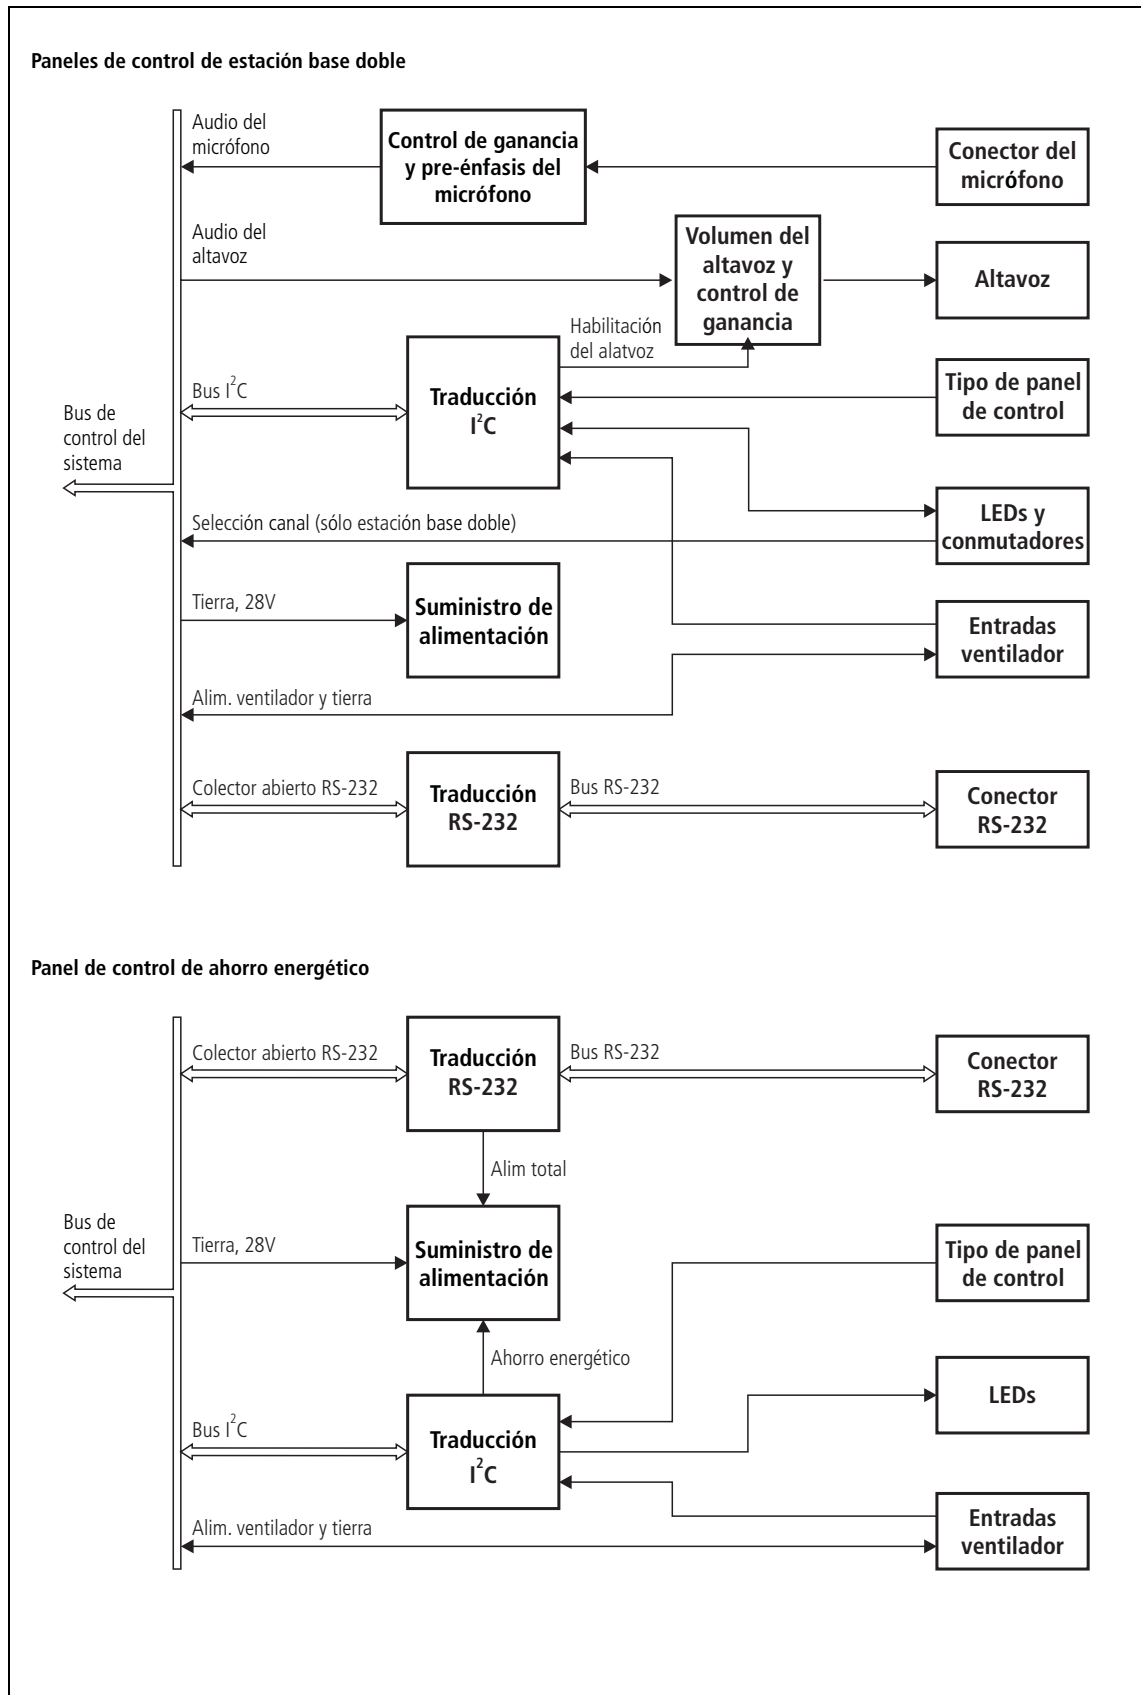 Paneles de control de estación base doble
Audio del
micrófono
Control de ganancia
y pre-énfasis del
micrófono
Conector del
micrófono
Audio del
altavoz
Volumen del
altavoz y
control de
ganancia
Altavoz
Habilitación
del alatvoz
Bus I²C
Traducción
I²C
Tipo de panel
de control
Bus de
control del
sistema
LEDs y
conmutadores
Selección canal (sólo estación base doble)
Tierra, 28V
Suministro de
alimentación
Entradas
ventilador
Alim. ventilador y tierra
Colector abierto RS-232
Traducción
RS-232
Bus RS-232
Conector
RS-232
Panel de control de ahorro energético
Colector abierto RS-232
Traducción
RS-232
Bus RS-232
Conector
RS-232
Alim total
Bus de
control del
sistema
Tierra, 28V
Suministro de
alimentación
Tipo de panel
de control
Ahorro energético
LEDs
Bus I²C
Traducción
I²C
Alim. ventilador y tierra
Entradas
ventilador